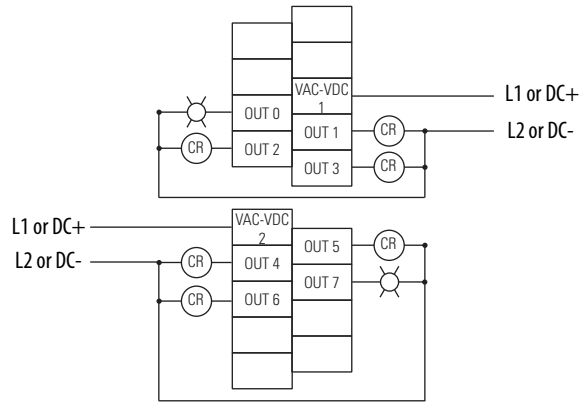 VAC-VDC
1
L1 or DC+
OUT 0
OUT 1
CR
L2 or DC-
CR
OUT 2
OUT 3
CR
VAC-VDC
2
L1 or DC+
OUT 5
CR
L2 or DC-
CR
OUT 4
OUT 7
CR
OUT 6